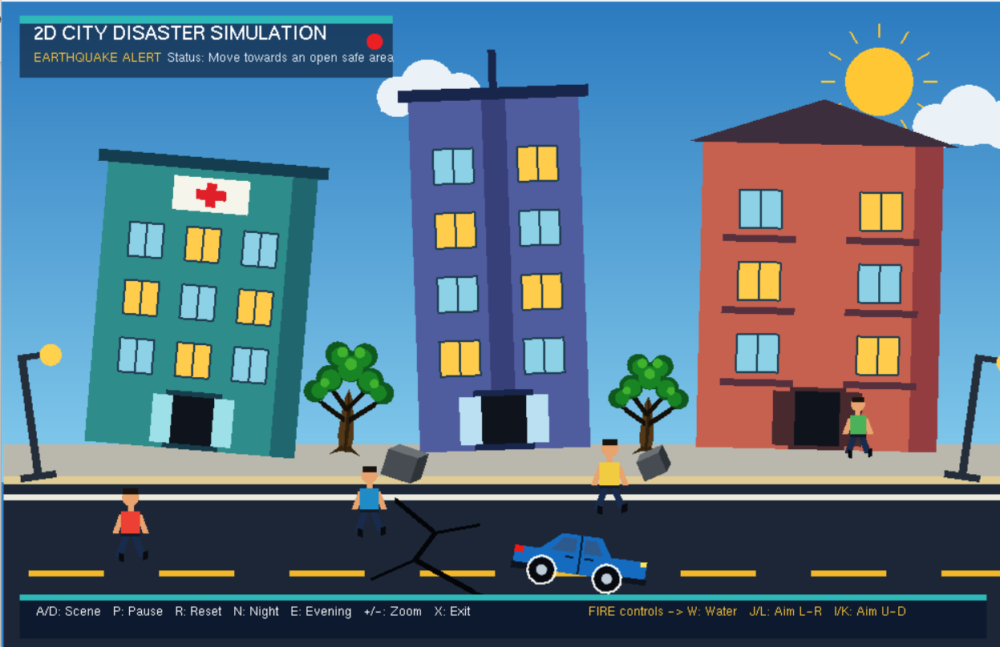 2D CITY DISASTER SIMULATION
EARTHQUAKE ALERT Status: Move towards an open safe area
A/D: Scene P: Pause R: Reset N: Night E: Evening +/-: Zoom X: Exit FIRE controls -> W: Water J/L: Aim L-R I/K: Aim U-D